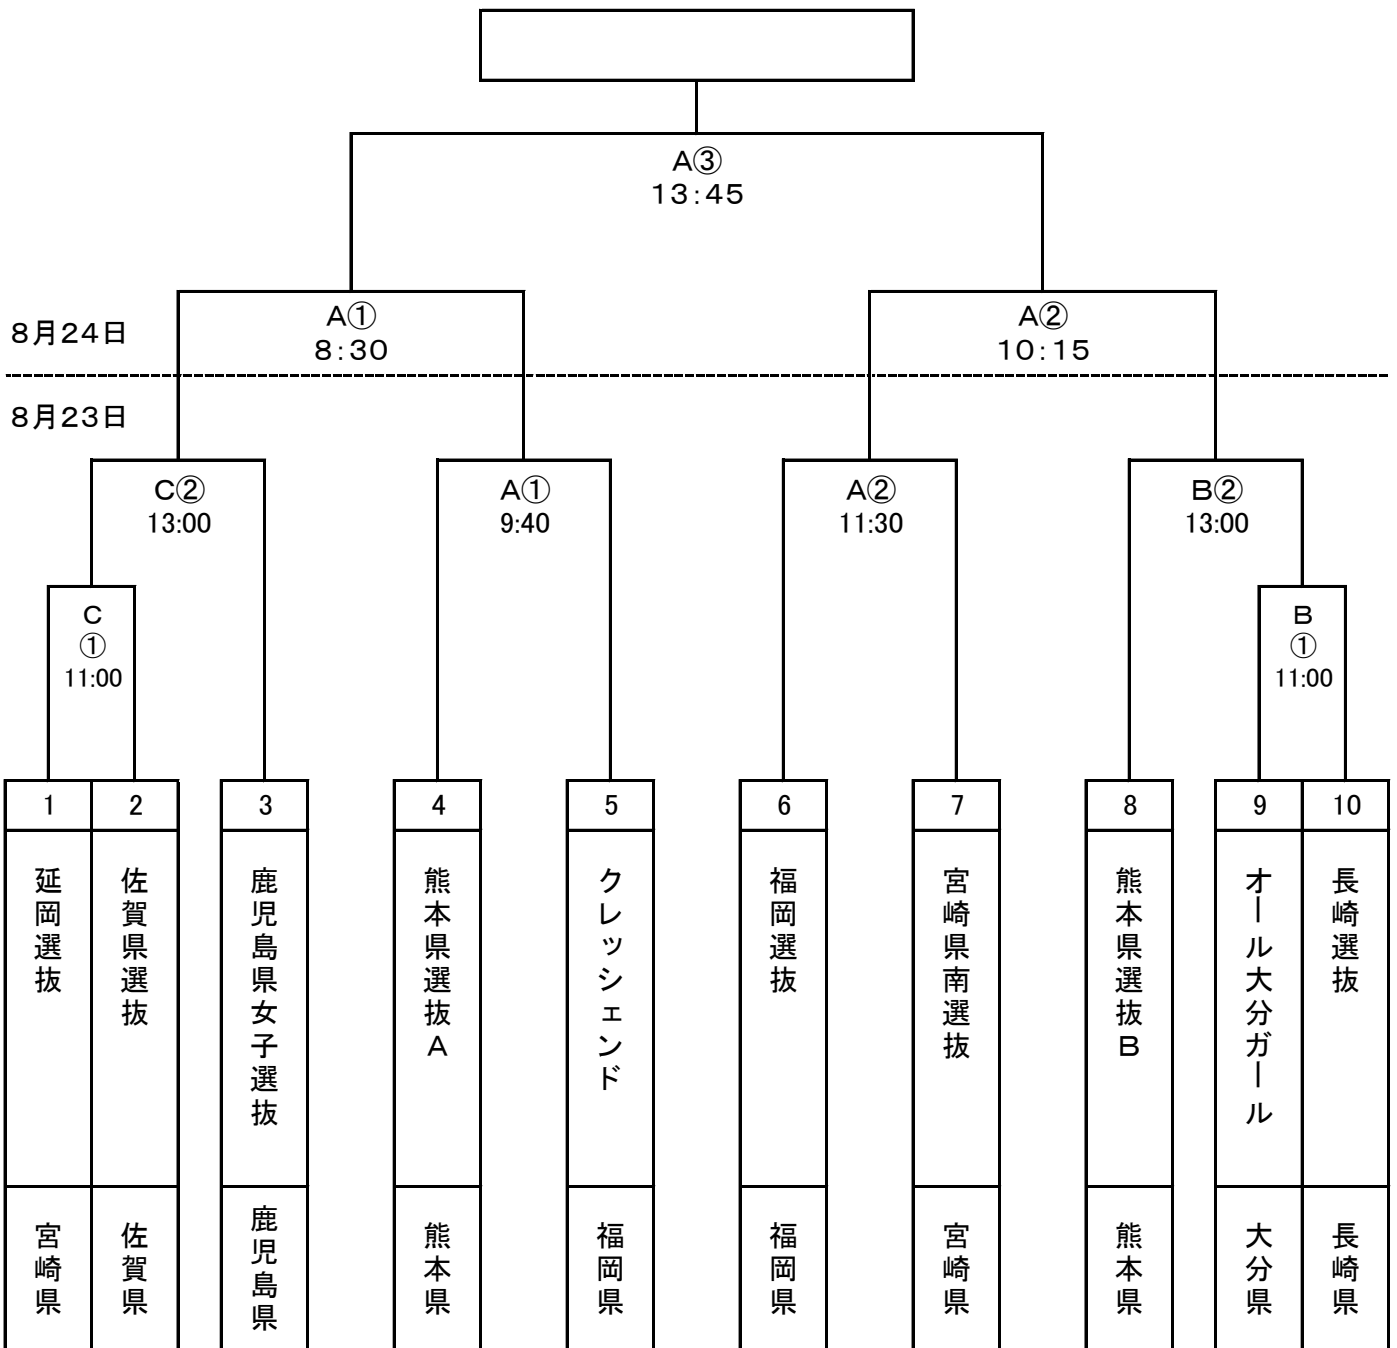 A③
13:45
A①
8:30
A②
10:15
8月24日
8月23日
C②
13:00
A①
9:40
A②
11:30
B②
13:00
C
①
11:00
B
①
11:00
1
2
3
4
5
6
7
8
9
10
延岡選抜
佐賀県選抜
鹿児島県女子選抜
熊本県選抜A
クレッシェンド
福岡選抜
宮崎県南選抜
熊本県選抜B
オール大分ガール
長崎選抜
宮崎県
佐賀県
鹿児島県
熊本県
福岡県
福岡県
宮崎県
熊本県
大分県
長崎県